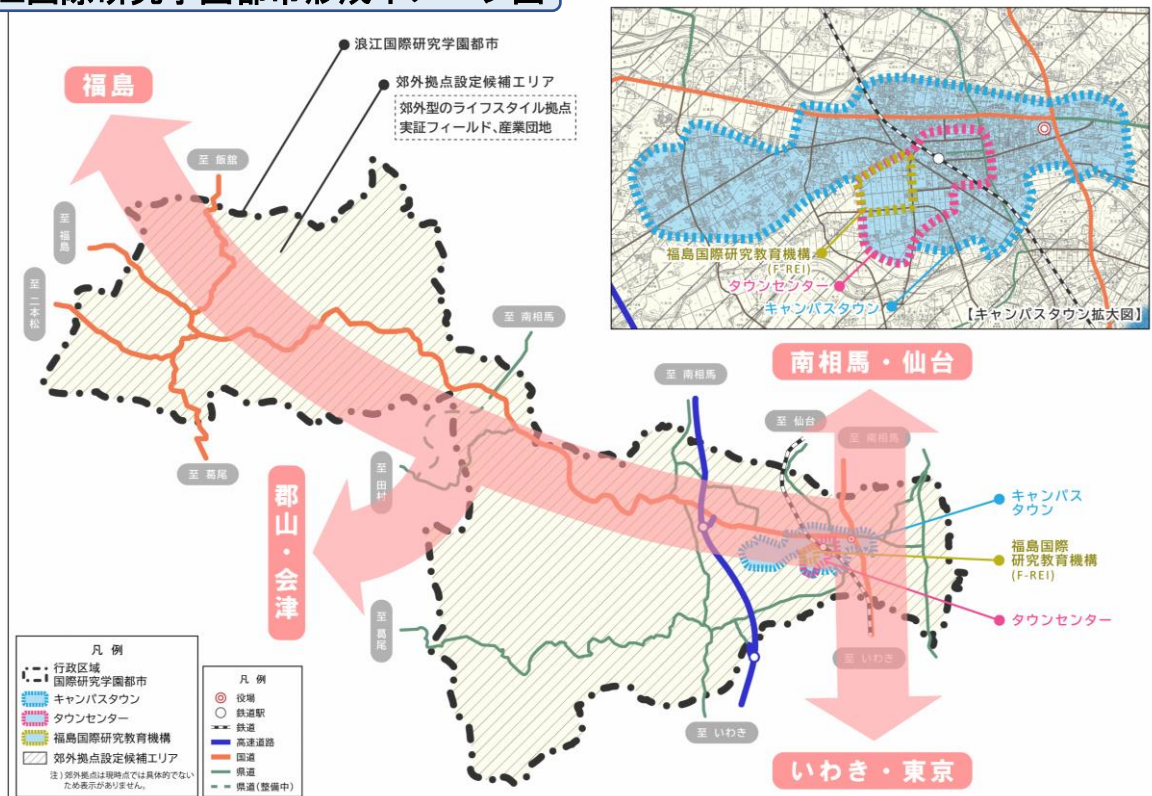 国際研究学園都市形成イメージ図
浪江国際研究学園都市
郊外拠点設定候補エリア
郊外型のライフスタイル拠点
実証フィールド、産業団地
福島
至 飯舘
至 福島
至 二本松
至 葛尾
至 南相馬
至 田村
郡山・会津
至 葛尾
福島国際研究教育機構
(F-REI)
タウンセンター
キャンパスタウン
【キャンパスタウン拡大図】
南相馬・仙台
至 南相馬
至 仙台
至 南相馬
キャンパス
タウン
福島国際
研究教育機構
(F-REI)
タウンセンター
至 いわき
至 いわき
いわき・東京
凡 例
行政区域
国際研究学園都市
キャンパスタウン
タウンセンター
福島国際研究教育機構
郊外拠点設定候補エリア
注）郊外拠点は現時点では具体的でない
ため表示がありません。
凡 例
役場
鉄道駅
鉄道
高速道路
国道
県道
県道(整備中)